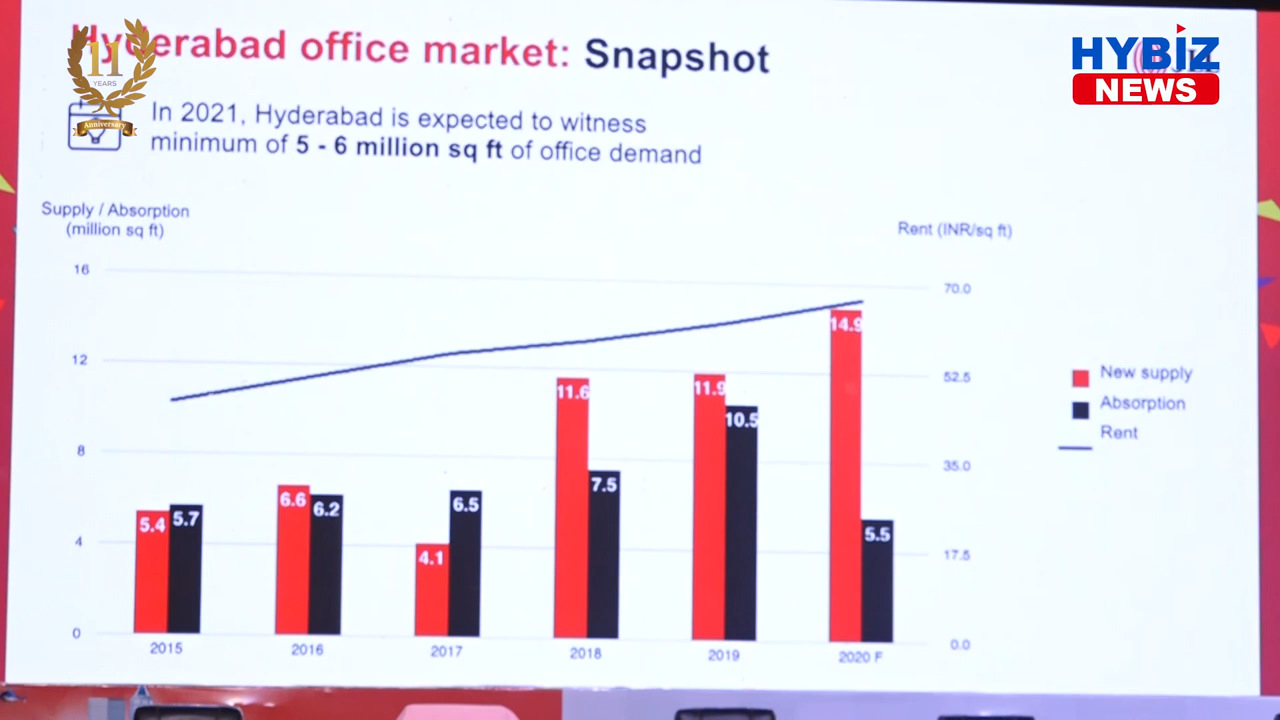 Hyderabad office market: Snapshot
11
YEARS
Anniversary
HYBIZ
NEWS
In 2021, Hyderabad is expected to witness
minimum of 5 - 6 million sq ft of office demand
Supply / Absorption
(million sq ft)
Rent (INR/sq ft)
16
70.0
12
52.5
8
35.0
4
17.5
0
0.0
14.9
11.6
11.9
10.5
7.5
6.6
6.2
6.5
5.4
5.7
4.1
5.5
New supply
Absorption
Rent
2015
2016
2017
2018
2019
2020 F